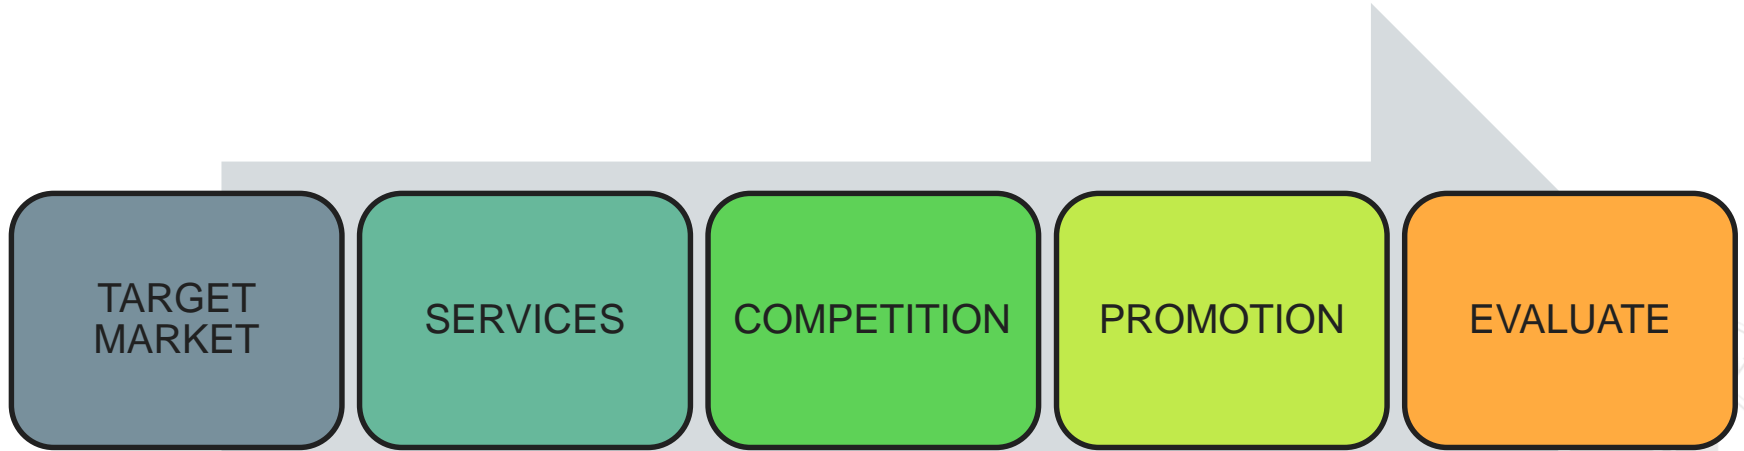 TARGET
MARKET
SERVICES
COMPETITION
PROMOTION
EVALUATE